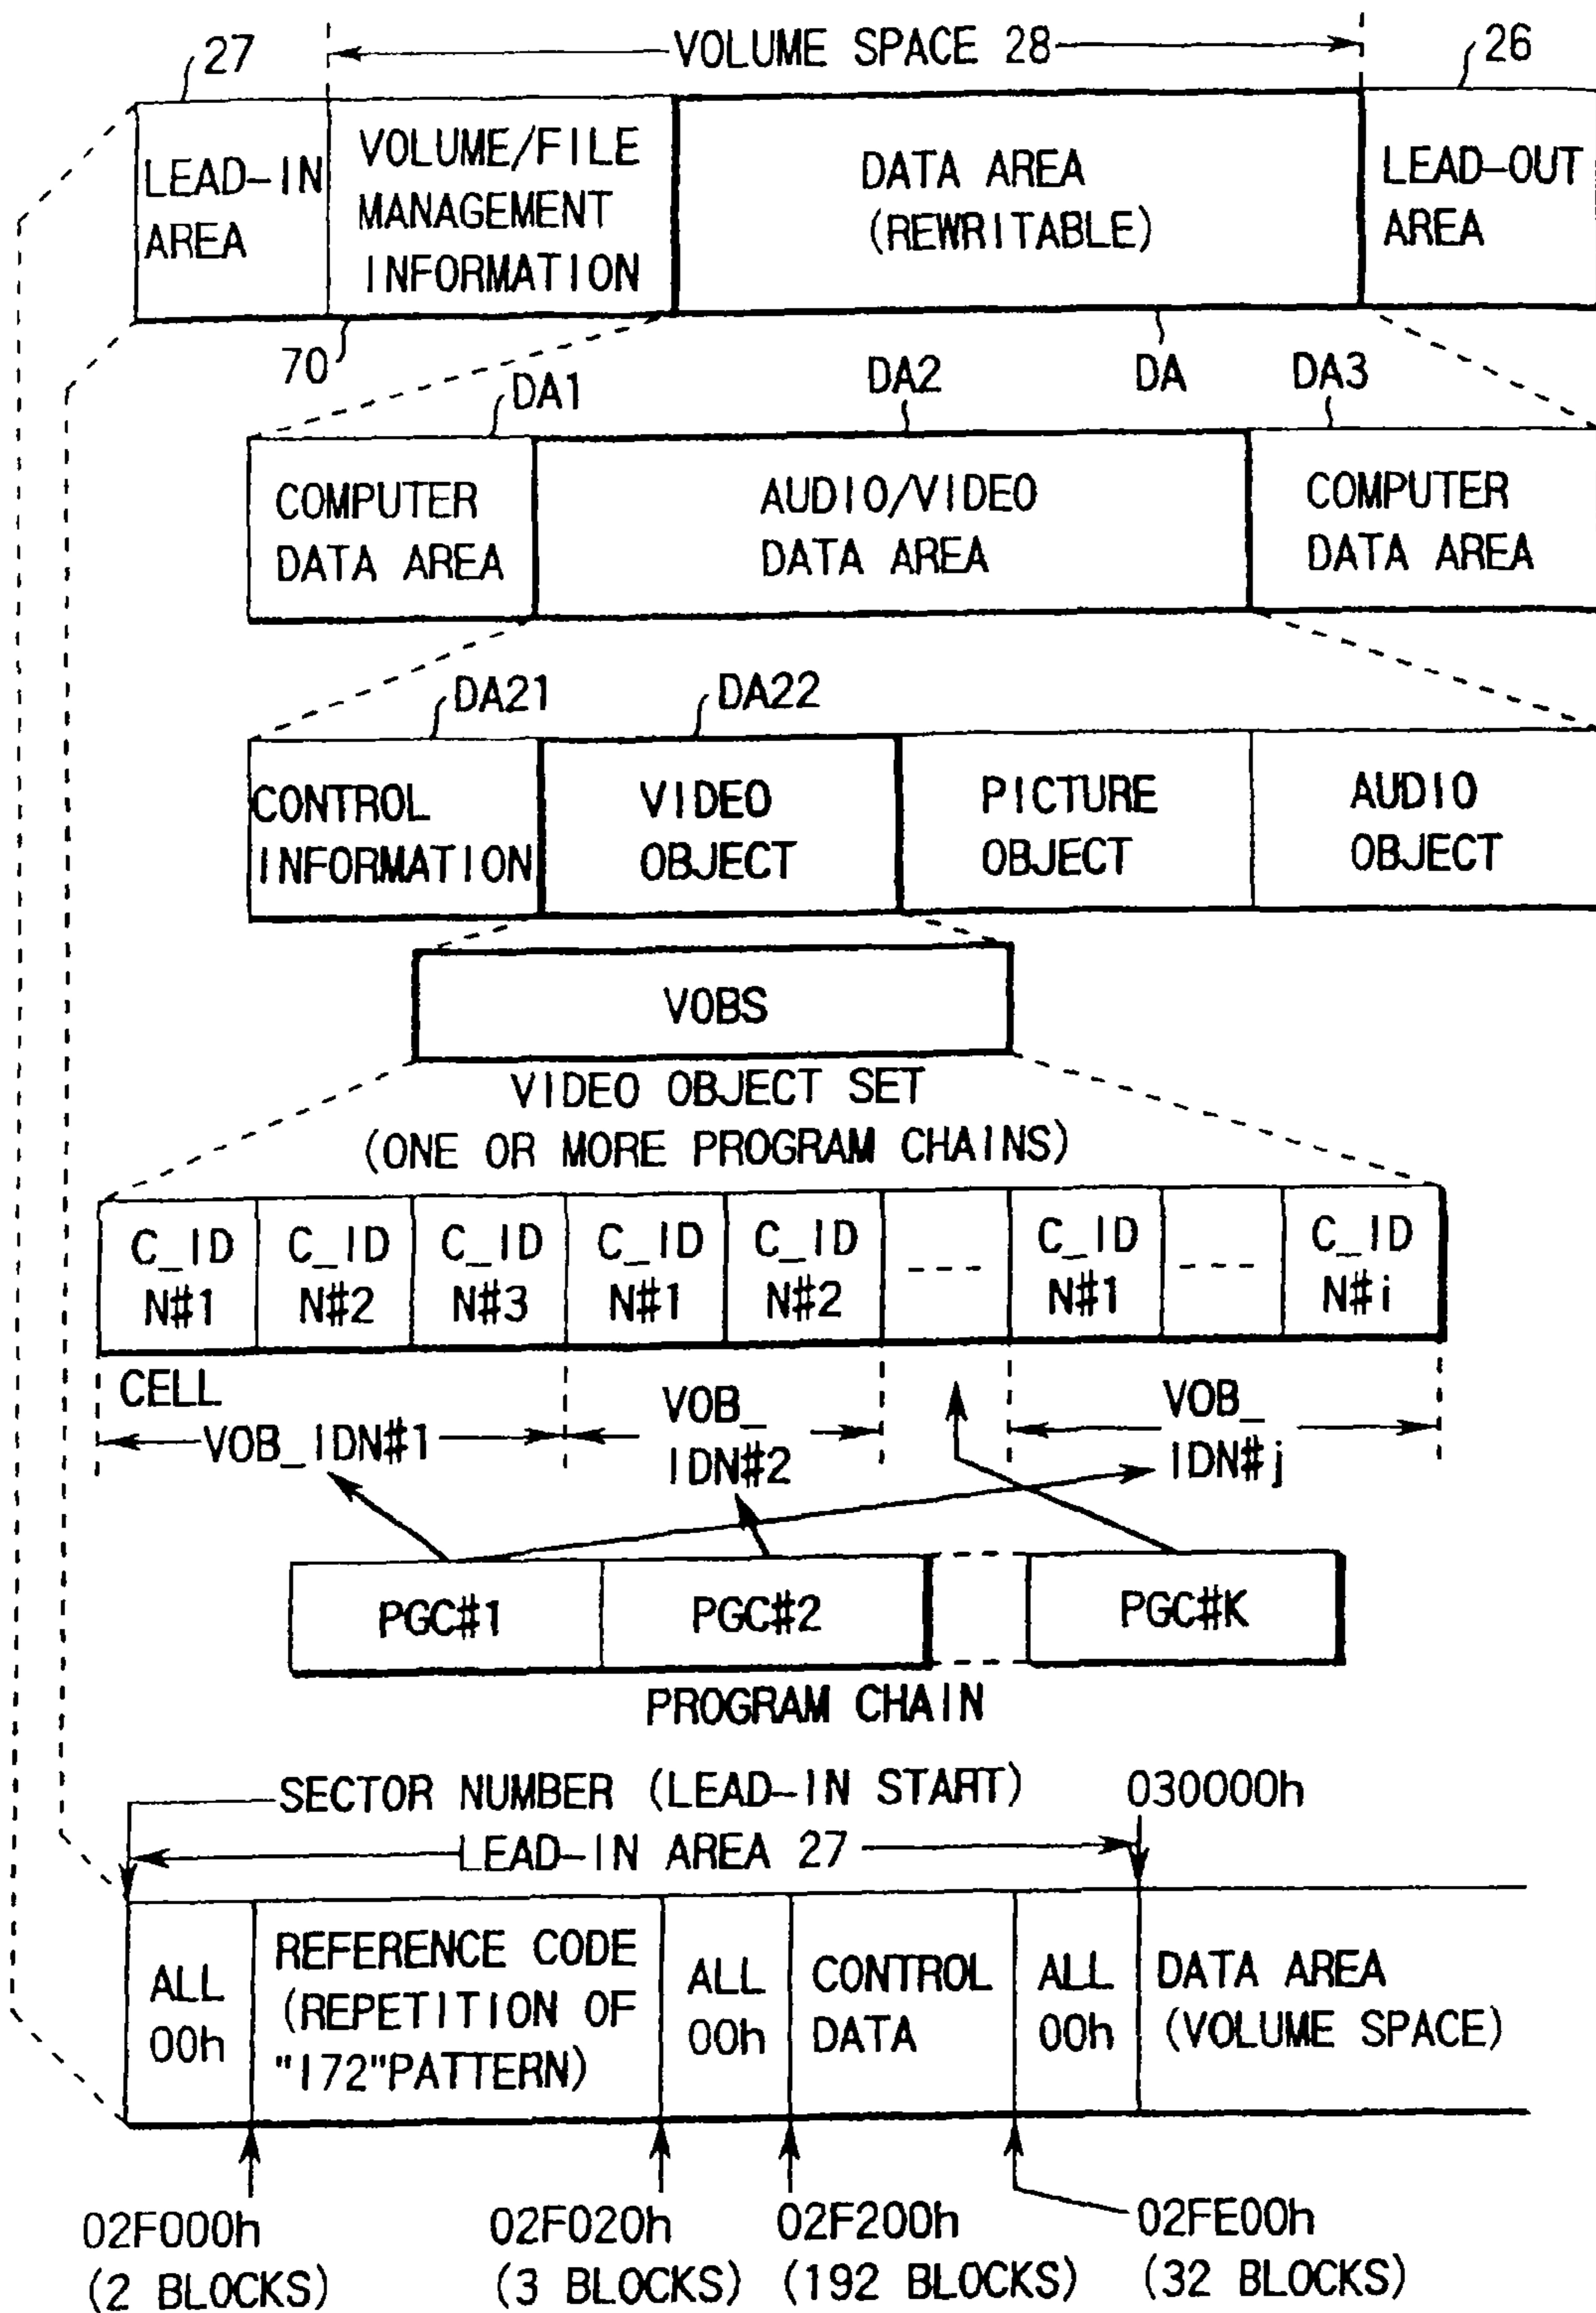 27
VOLUME SPACE 28
26
LEAD-IN
AREA
VOLUME/FILE
MANAGEMENT
INFORMATION
DATA AREA
(REWRITABLE)
LEAD-OUT
AREA
70
DA1
DA2
DA
DA3
COMPUTER
DATA AREA
AUDIO/VIDEO
DATA AREA
COMPUTER
DATA AREA
DA21
DA22
CONTROL
INFORMATION
VIDEO
OBJECT
PICTURE
OBJECT
AUDIO
OBJECT
VOBS
VIDEO OBJECT SET
(ONE OR MORE PROGRAM CHAINS)
C_ID
N#1
C_ID
N#2
C_ID
N#3
C_ID
N#1
C_ID
N#2
----
C_ID
N#1
----
C_ID
N#i
CELL
VOB_IDN#1
VOB_
IDN#2
VOB_
IDN#j
PGC#1
PGC#2
PGC#K
PROGRAM CHAIN
SECTOR NUMBER (LEAD-IN START)
030000h
LEAD-IN AREA 27
ALL
00h
REFERENCE CODE
(REPETITION OF
"172"PATTERN)
ALL
00h
CONTROL
DATA
ALL
00h
DATA AREA
(VOLUME SPACE)
02F000h
(2 BLOCKS)
02F020h
(3 BLOCKS)
02F200h
(192 BLOCKS)
02FE00h
(32 BLOCKS)